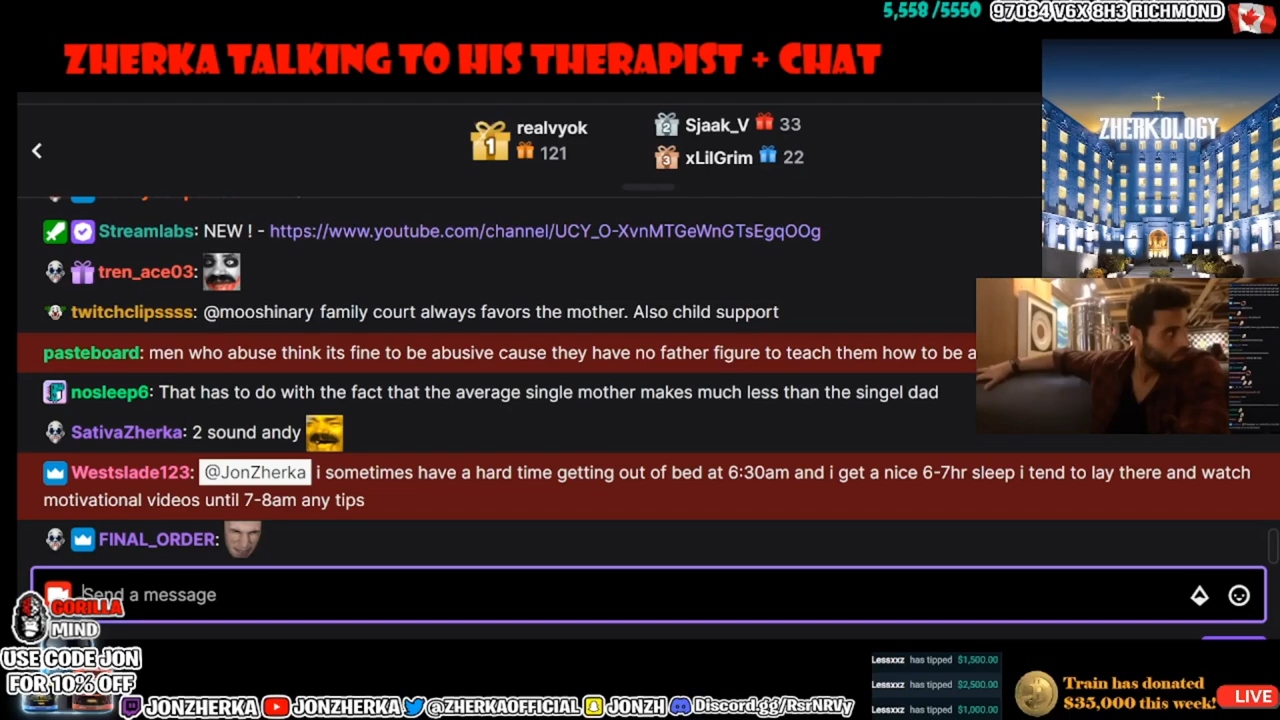 5,558 /5550
97084 V6X 8H3 RICHMOND
ZHERKA TALKING TO HIS THERAPIST + CHAT
ZHERKOLOGY
1
realvyok
121
2 Sjaak_V 33
3 xLilGrim 22
Streamlabs: NEW ! - https://www.youtube.com/channel/UCY_O-XvnMTGeWnGTsEgqOOg
tren_ace03:
twitchclipssss: @mooshinary family court always favors the mother. Also child support
pasteboard: men who abuse think its fine to be abusive cause they have no father figure to teach them how to be a
nosleep6: That has to do with the fact that the average single mother makes much less than the singel dad
SativaZherka: 2 sound andy
Westslade123: @JonZherka i sometimes have a hard time getting out of bed at 6:30am and i get a nice 6-7hr sleep i tend to lay there and watch
motivational videos until 7-8am any tips
FINAL_ORDER:
Send a message
GORILLA
MIND
USE CODE JON
FOR 10% OFF
JONZHERKA JONZHERKA @ZHERKAOFFICIAL JONZH Discord.gg/RsrNRVy
Lessxxz has tipped $1,500.00
Lessxxz has tipped $2,500.00
Lessxxz has tipped $1,000.00
Train has donated
$35,000 this week!
LIVE